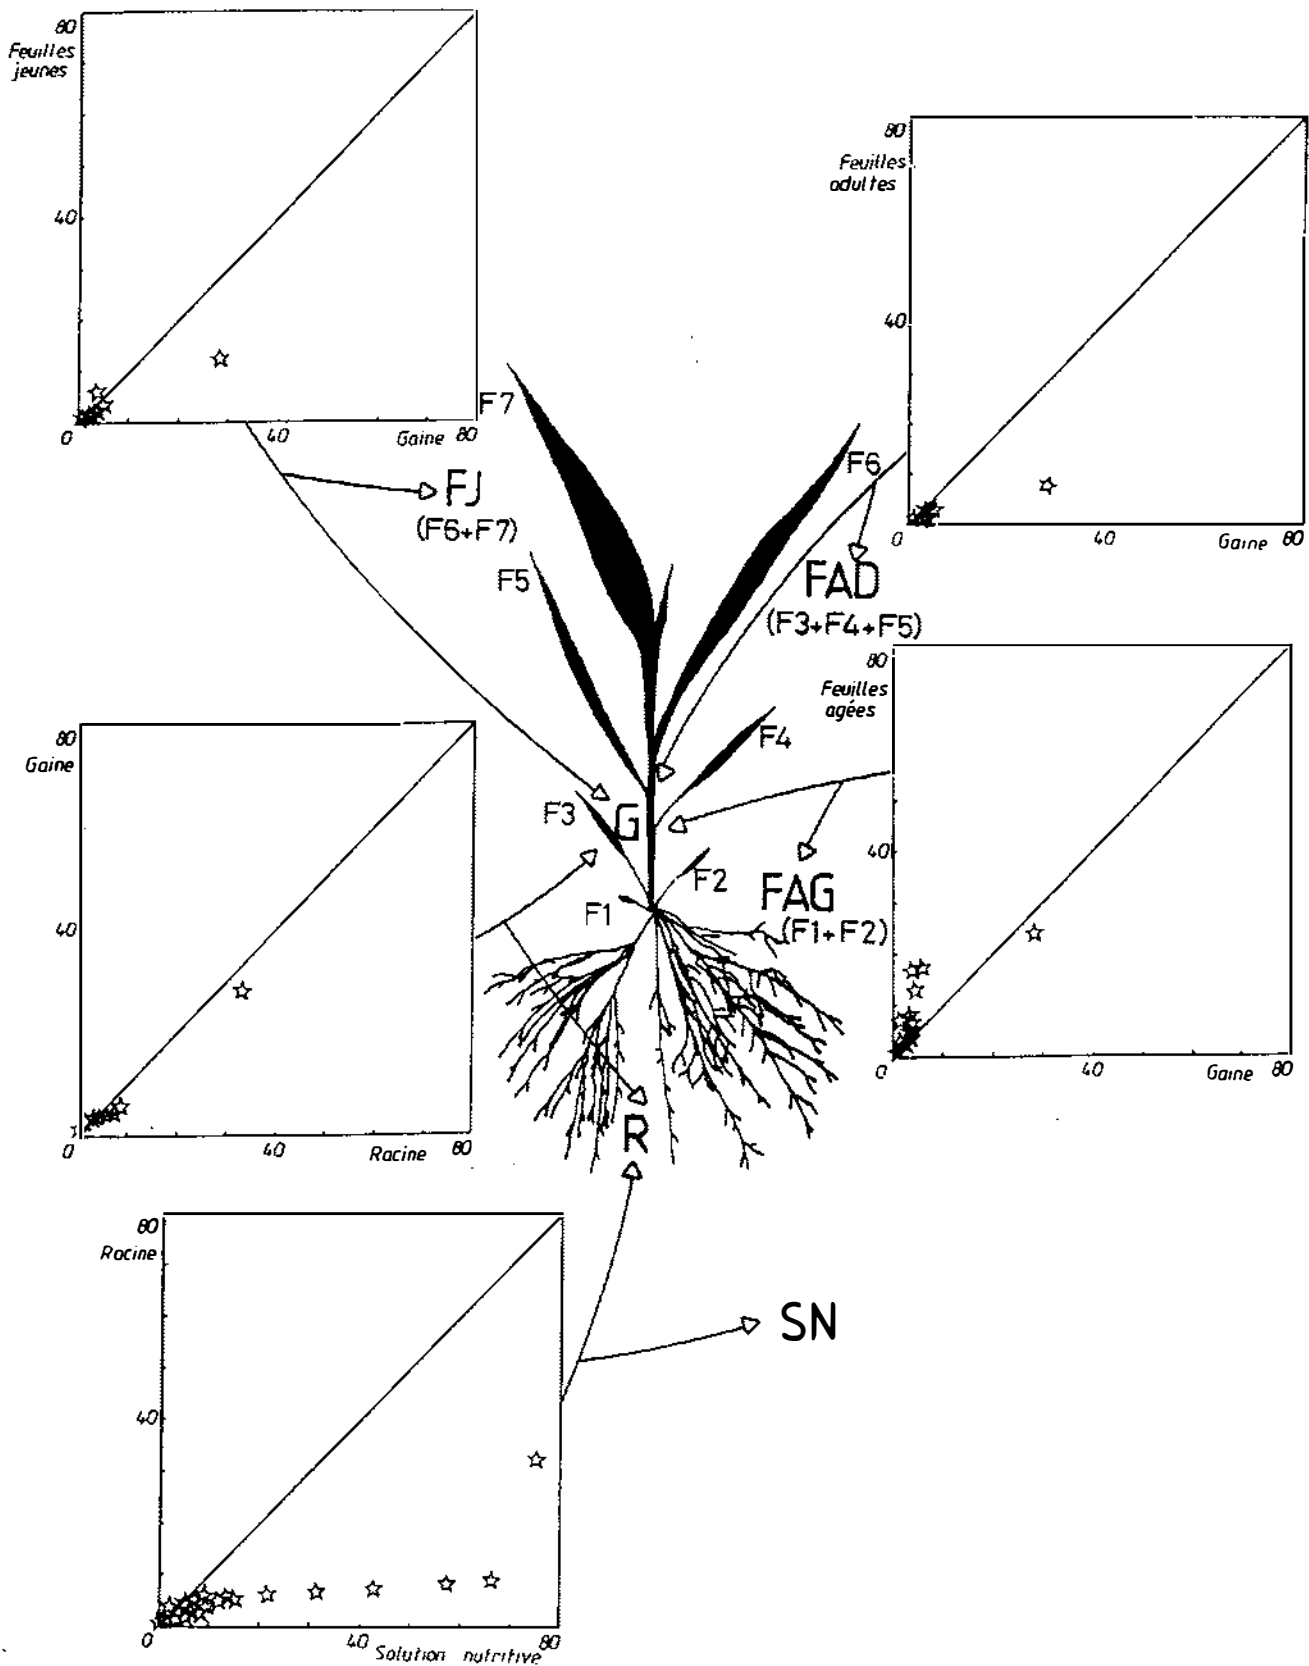 80
Feuilles
jeunes
40
0
40
Gaine 80
80
Feuilles
adultes
40
0
40
Gaine 80
F7
F6
FJ
(F6+F7)
F5
FAD
(F3+F4+F5)
80
Feuilles
agées
40
0
40
Gaine 80
F4
F3
G
F2
F1
FAG
(F1+F2)
80
Gaine
40
0
40
Racine 80
R
80
Racine
40
0
40
Solution nutritive
80
SN